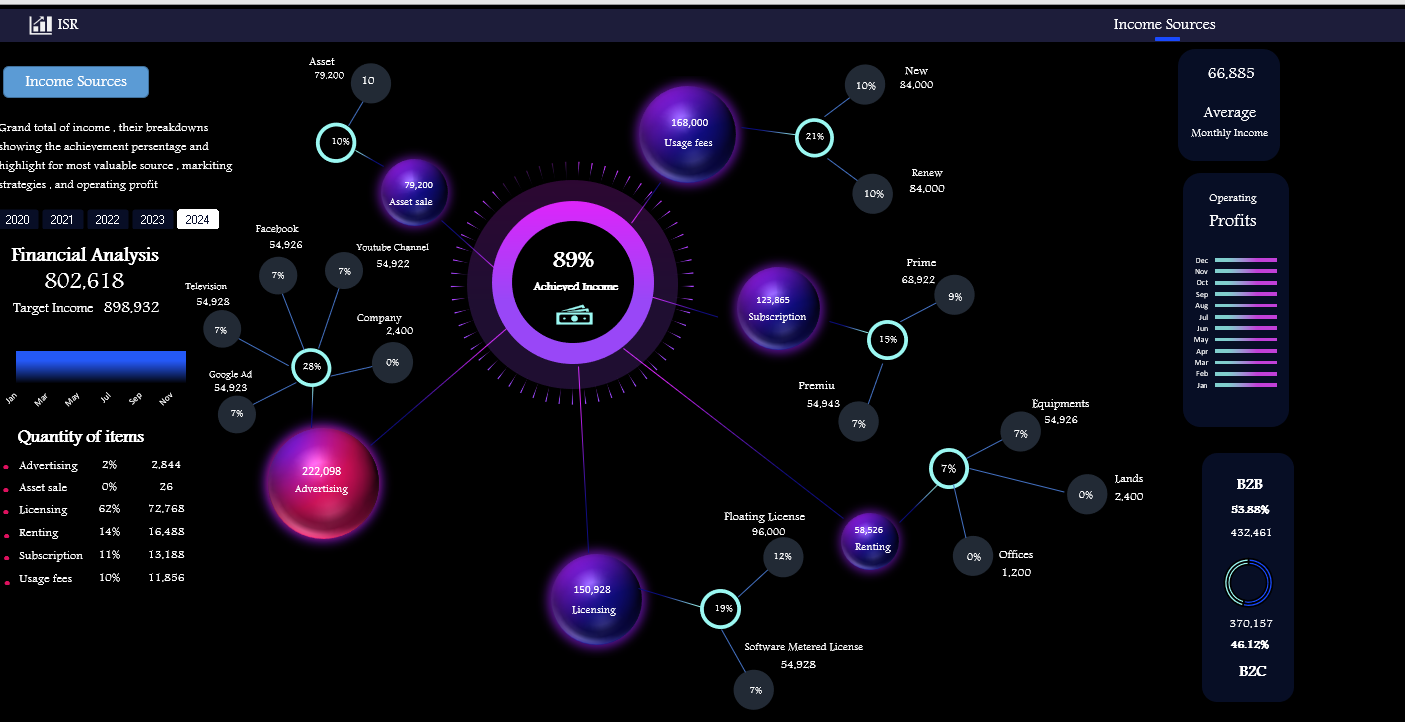 ISR
Income Sources
Income Sources
Grand total of income , their breakdowns
showing the achievement persentage and
highlight for most valuable source , markiting
strategies , and operating profit
2020 2021 2022 2023 2024
Financial Analysis
802,618
Target Income 898,932
Jan Mar May Jul Sep Nov
Quantity of items
Advertising 2% 2,844
Asset sale 0% 26
Licensing 62% 72,768
Renting 14% 16,488
Subscription 11% 13,188
Usage fees 10% 11,856
Asset
79,200
10
10%
79,200
Asset sale
Facebook
54,926
7%
Youtube Channel
54,922
7%
Television
54,928
7%
Company
2,400
0%
Google Ad
54,923
7%
28%
222,098
Advertising
89%
Achieved Income
168,000
Usage fees
21%
New
84,000
10%
Renew
84,000
10%
123,865
Subscription
15%
Prime
68,922
9%
Premiu
54,943
7%
58,526
Renting
7%
Equipments
54,926
7%
Lands
2,400
0%
Offices
1,200
0%
150,928
Licensing
19%
Floating License
96,000
12%
Software Metered License
54,928
7%
66,885
Average
Monthly Income
Operating
Profits
Dec
Nov
Oct
Sep
Aug
Jul
Jun
May
Apr
Mar
Feb
Jan
B2B
53.88%
432,461
370,157
46.12%
B2C